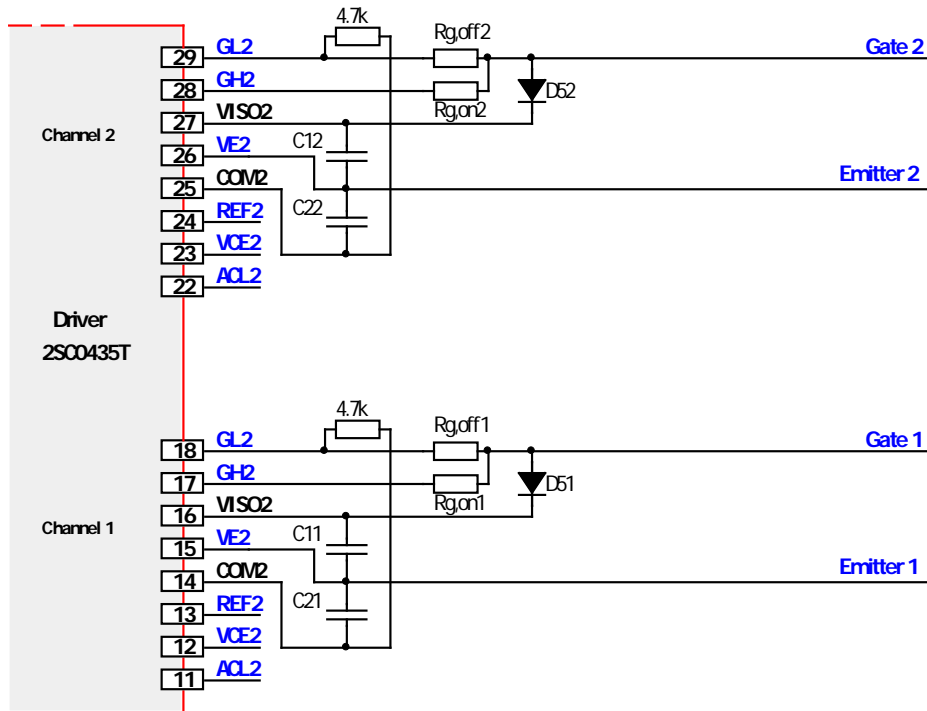 4.7k
29 GL2 Rg,off2 Gate 2
28 GH2 Rg,on2 D52
27 VISO2
Channel 2
C12
26 VE2 Emitter 2
25 COM2
C22
24 REF2
23 VCE2
22 ACL2
Driver
2SC0435T
4.7k
18 GL2 Rg,off1 Gate 1
17 GH2 Rg,on1 D51
16 VISO2
Channel 1
C11
15 VE2 Emitter 1
14 COM2
C21
13 REF2
12 VCE2
11 ACL2